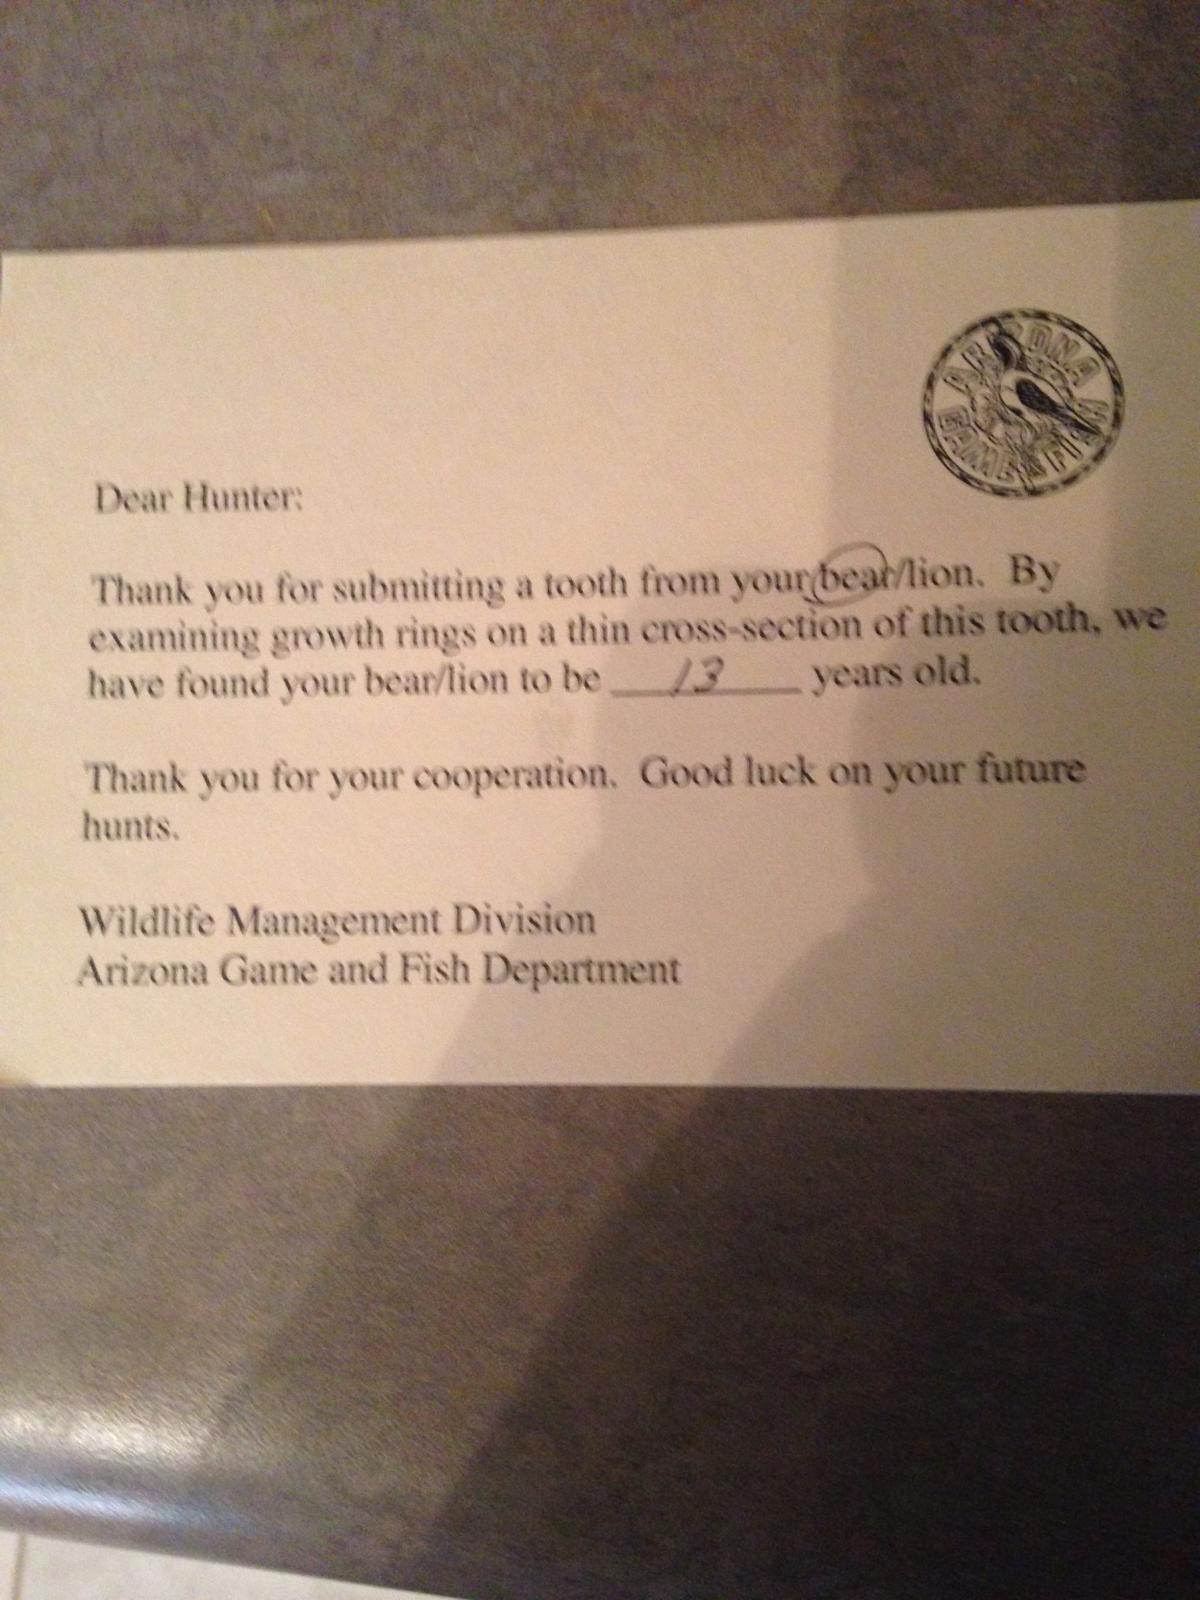 ARIZONA
GAME & FISH
Dear Hunter:
Thank you for submitting a tooth from your bear/lion. By
examining growth rings on a thin cross-section of this tooth, we
have found your bear/lion to be 13 years old.
Thank you for your cooperation. Good luck on your future
hunts.
Wildlife Management Division
Arizona Game and Fish Department